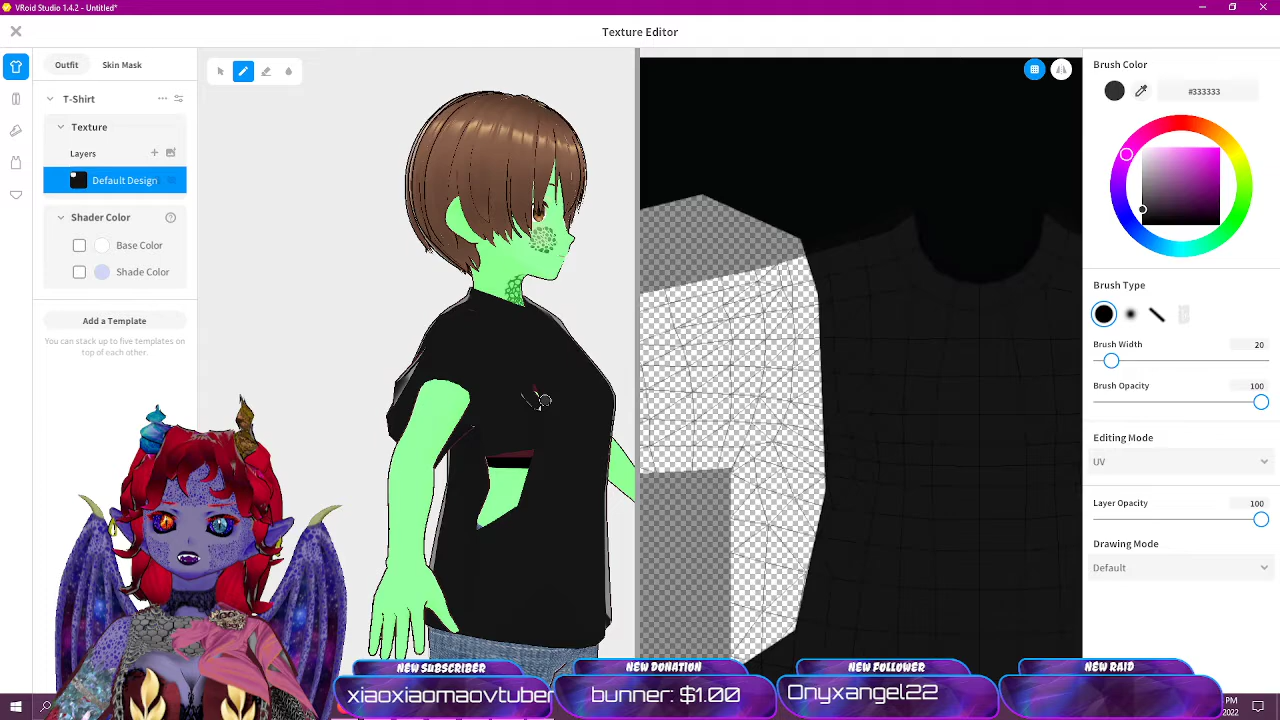 VRoid Studio 1.4.2 - Untitled*
Texture Editor
Outfit
Skin Mask
T-Shirt
Texture
Layers
Default Design
Shader Color
Base Color
Shade Color
Add a Template
You can stack up to five templates on
top of each other.
Brush Color
#333333
Brush Type
Brush Width
20
Brush Opacity
100
Editing Mode
UV
Layer Opacity
100
Drawing Mode
Default
NEW SUBSCRIBER
xiaoxiaomaovtuber
NEW DONATION
bunner: $1.00
NEW FOLLOWER
Onyxangel22
NEW RAID
PM
2022